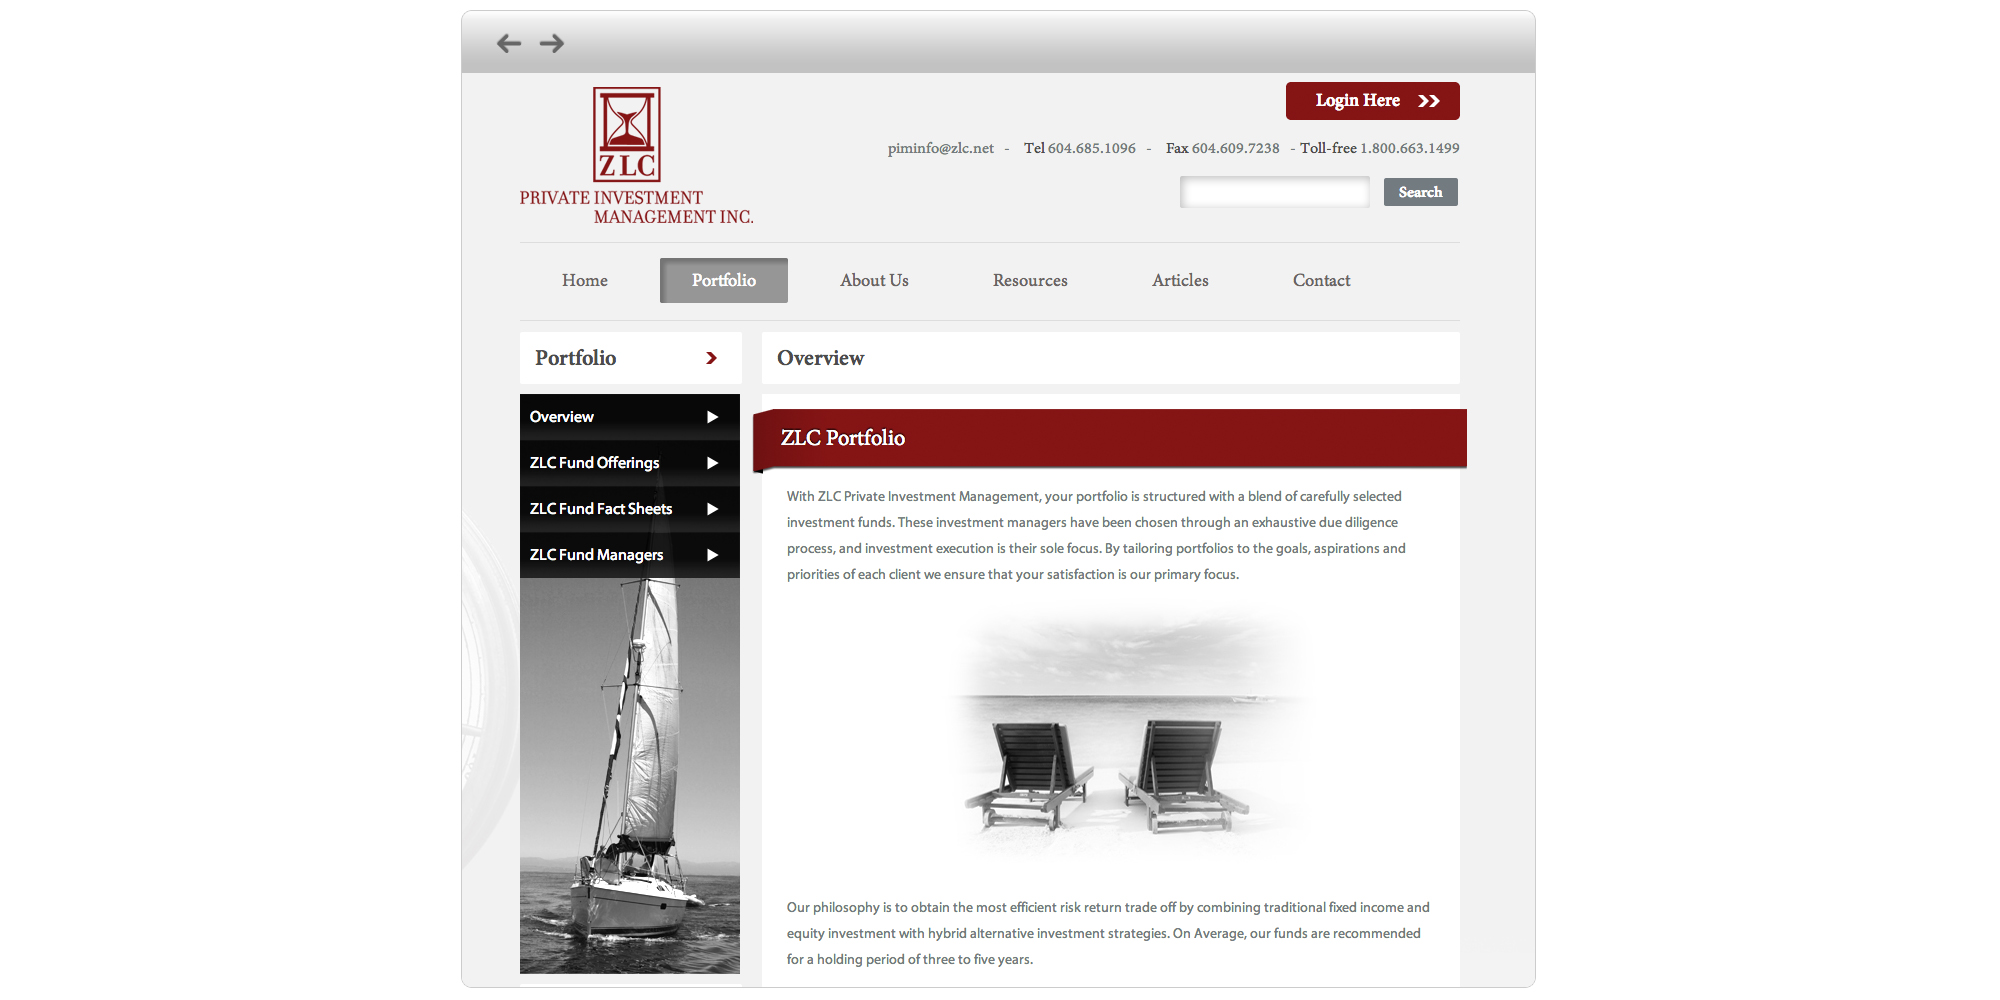 ZLC
PRIVATE INVESTMENT
MANAGEMENT INC.
Login Here
piminfo@zlc.net - Tel 604.685.1096 - Fax 604.609.7238 - Toll-free 1.800.663.1499
Search
Home Portfolio About Us Resources Articles Contact
Portfolio
Overview
Overview
ZLC Fund Offerings
ZLC Fund Fact Sheets
ZLC Fund Managers
ZLC Portfolio
With ZLC Private Investment Management, your portfolio is structured with a blend of carefully selected
investment funds. These investment managers have been chosen through an exhaustive due diligence
process, and investment execution is their sole focus. By tailoring portfolios to the goals, aspirations and
priorities of each client we ensure that your satisfaction is our primary focus.
Our philosophy is to obtain the most efficient risk return trade off by combining traditional fixed income and
equity investment with hybrid alternative investment strategies. On Average, our funds are recommended
for a holding period of three to five years.